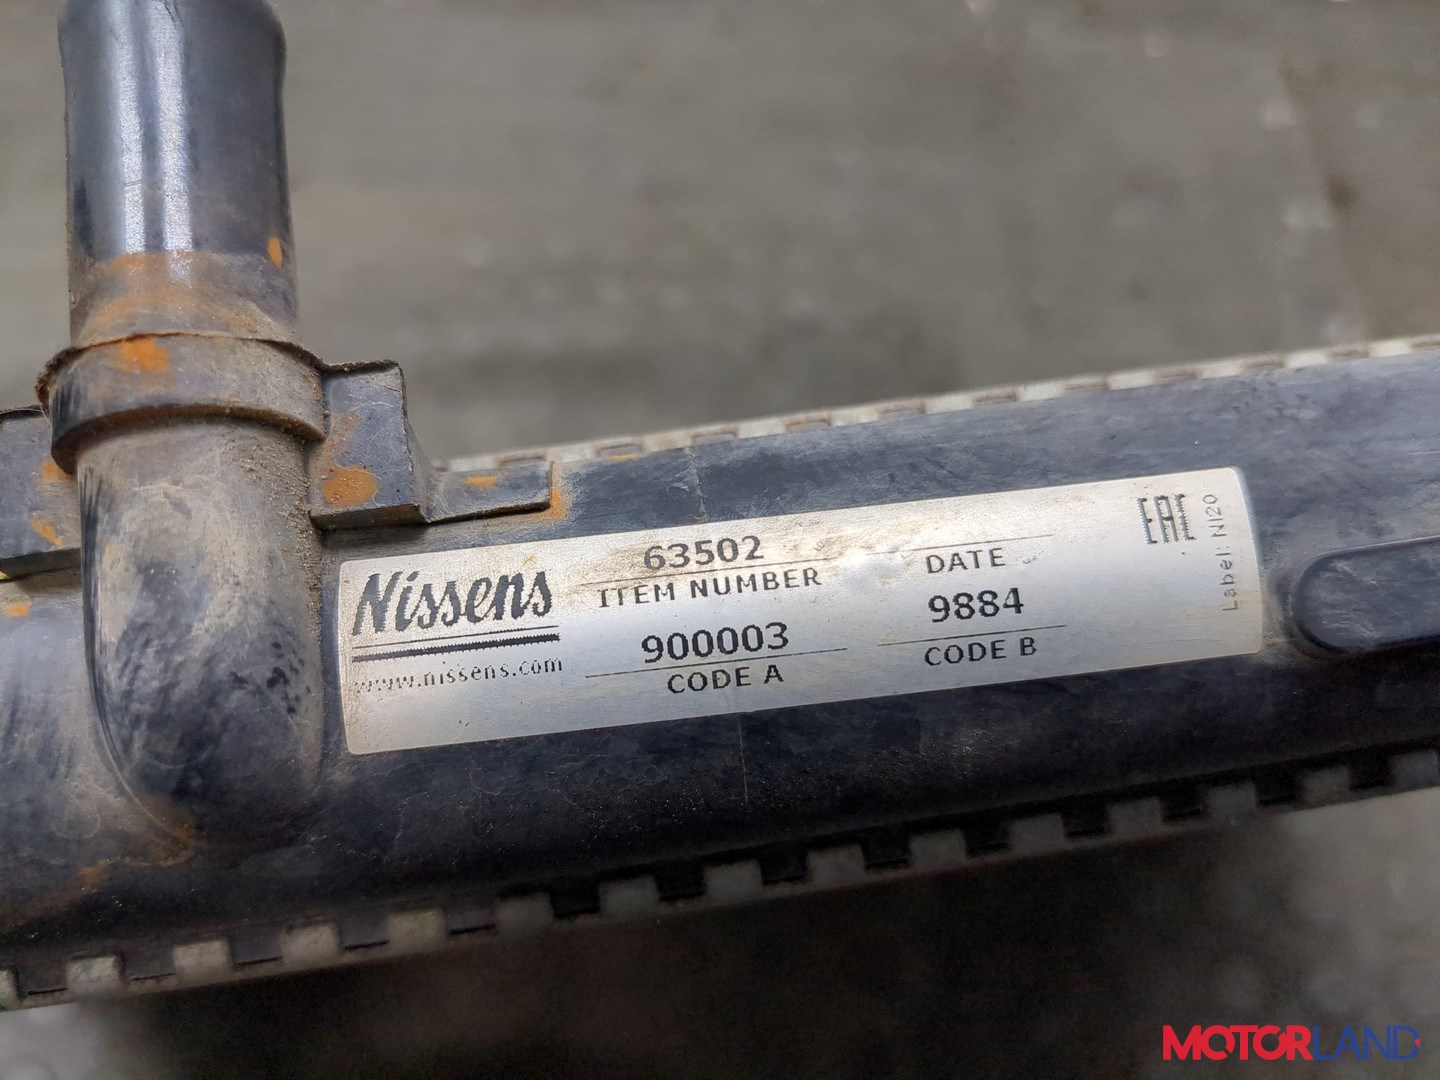 Nissens
www.nissens.com
63502
ITEM NUMBER
900003
CODE A
DATE
9884
CODE B
EAC
Label: NI20
MOTORLAND